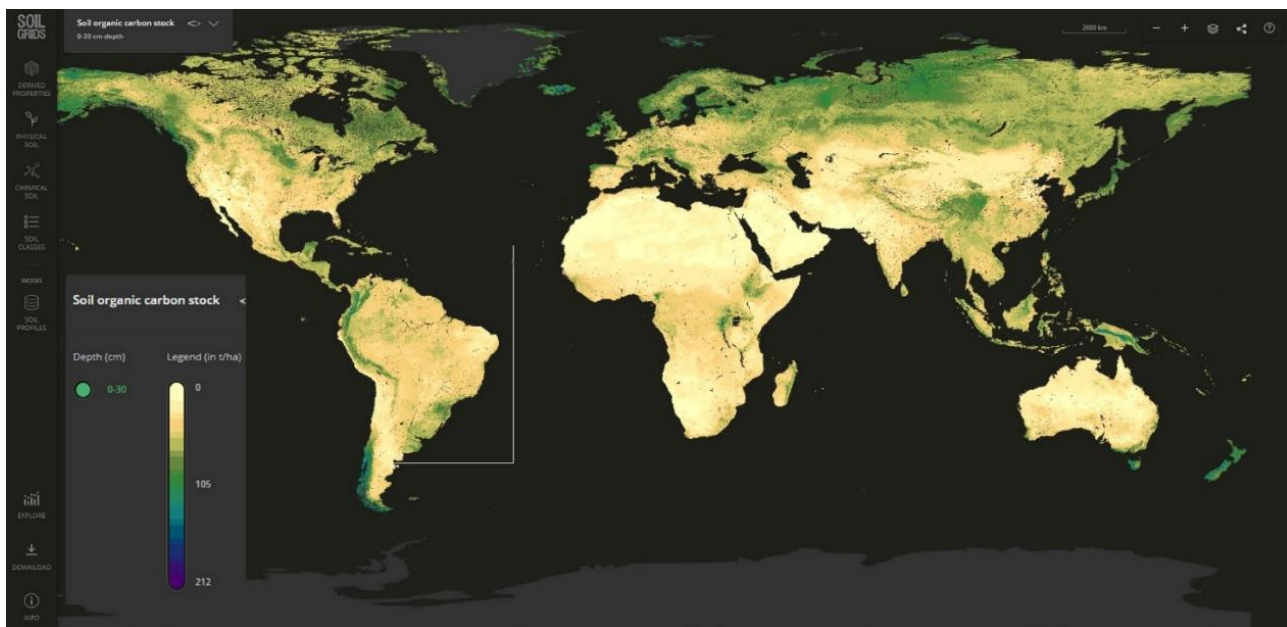 SOIL
GRIDS
Soil organic carbon stock
0-30 cm depth
2000 km
DERIVED
PROPERTIES
PHYSICAL
SOIL
CHEMICAL
SOIL
SOIL
CLASSES
WOSIS
SOIL
PROFILES
Soil organic carbon stock
Depth (cm) Legend (in t/ha)
0-30
0
105
212
EXPLORE
DOWNLOAD
INFO